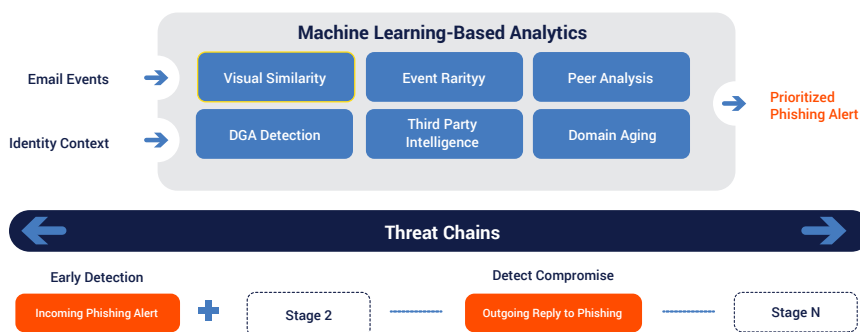 Machine Learning-Based Analytics
Email Events
Visual Similarity
Event Rarityy
Peer Analysis
Identity Context
DGA Detection
Third Party
Intelligence
Domain Aging
Prioritized
Phishing Alert
Threat Chains
Early Detection
Detect Compromise
Incoming Phishing Alert
Stage 2
Outgoing Reply to Phishing
Stage N